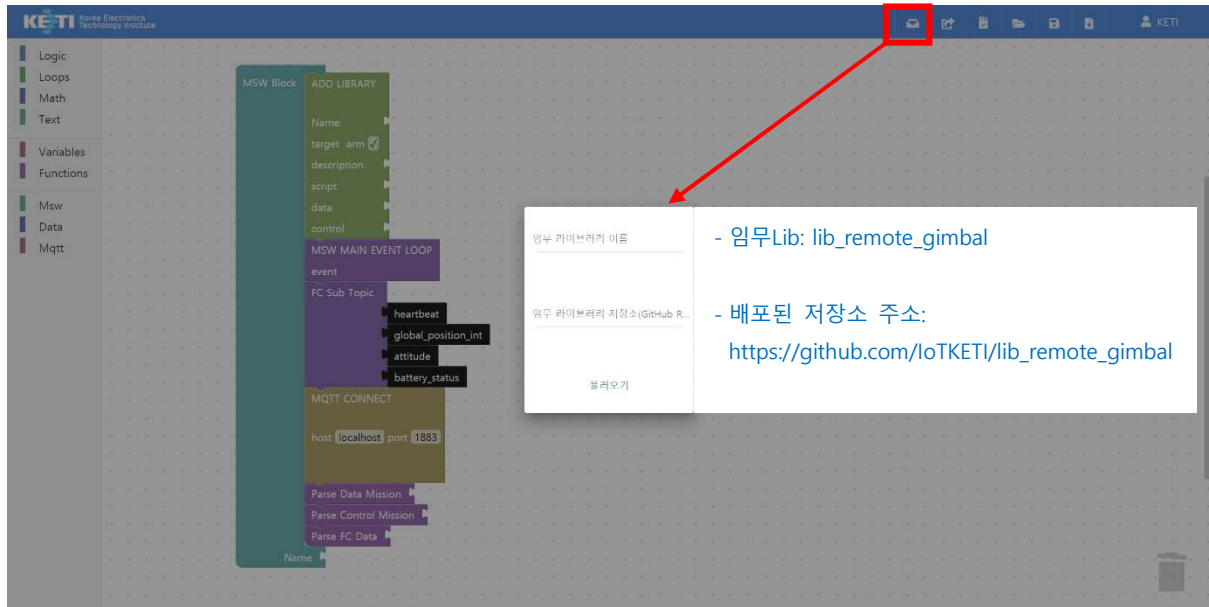 KETI Korea Electronics
Technology Institute
KETI
Logic
Loops
Math
Text
Variables
Functions
Msw
Data
Mqtt
MSW Block
ADD LIBRARY
Name:
target arm
description:
script
data
control
MSW MAIN EVENT LOOP
event
FC Sub Topic
heartbeat
global_position_int
attitude
battery_status
MQTT CONNECT
host localhost port 1883
Parse Data Mission
Parse Control Mission
Parse FC Data
Name
임무 라이브러리 이름
임무 라이브러리 저장소(GitHub R...
불러오기
- 임무Lib: lib_remote_gimbal
- 배포된 저장소 주소:
https://github.com/IoTKETI/lib_remote_gimbal